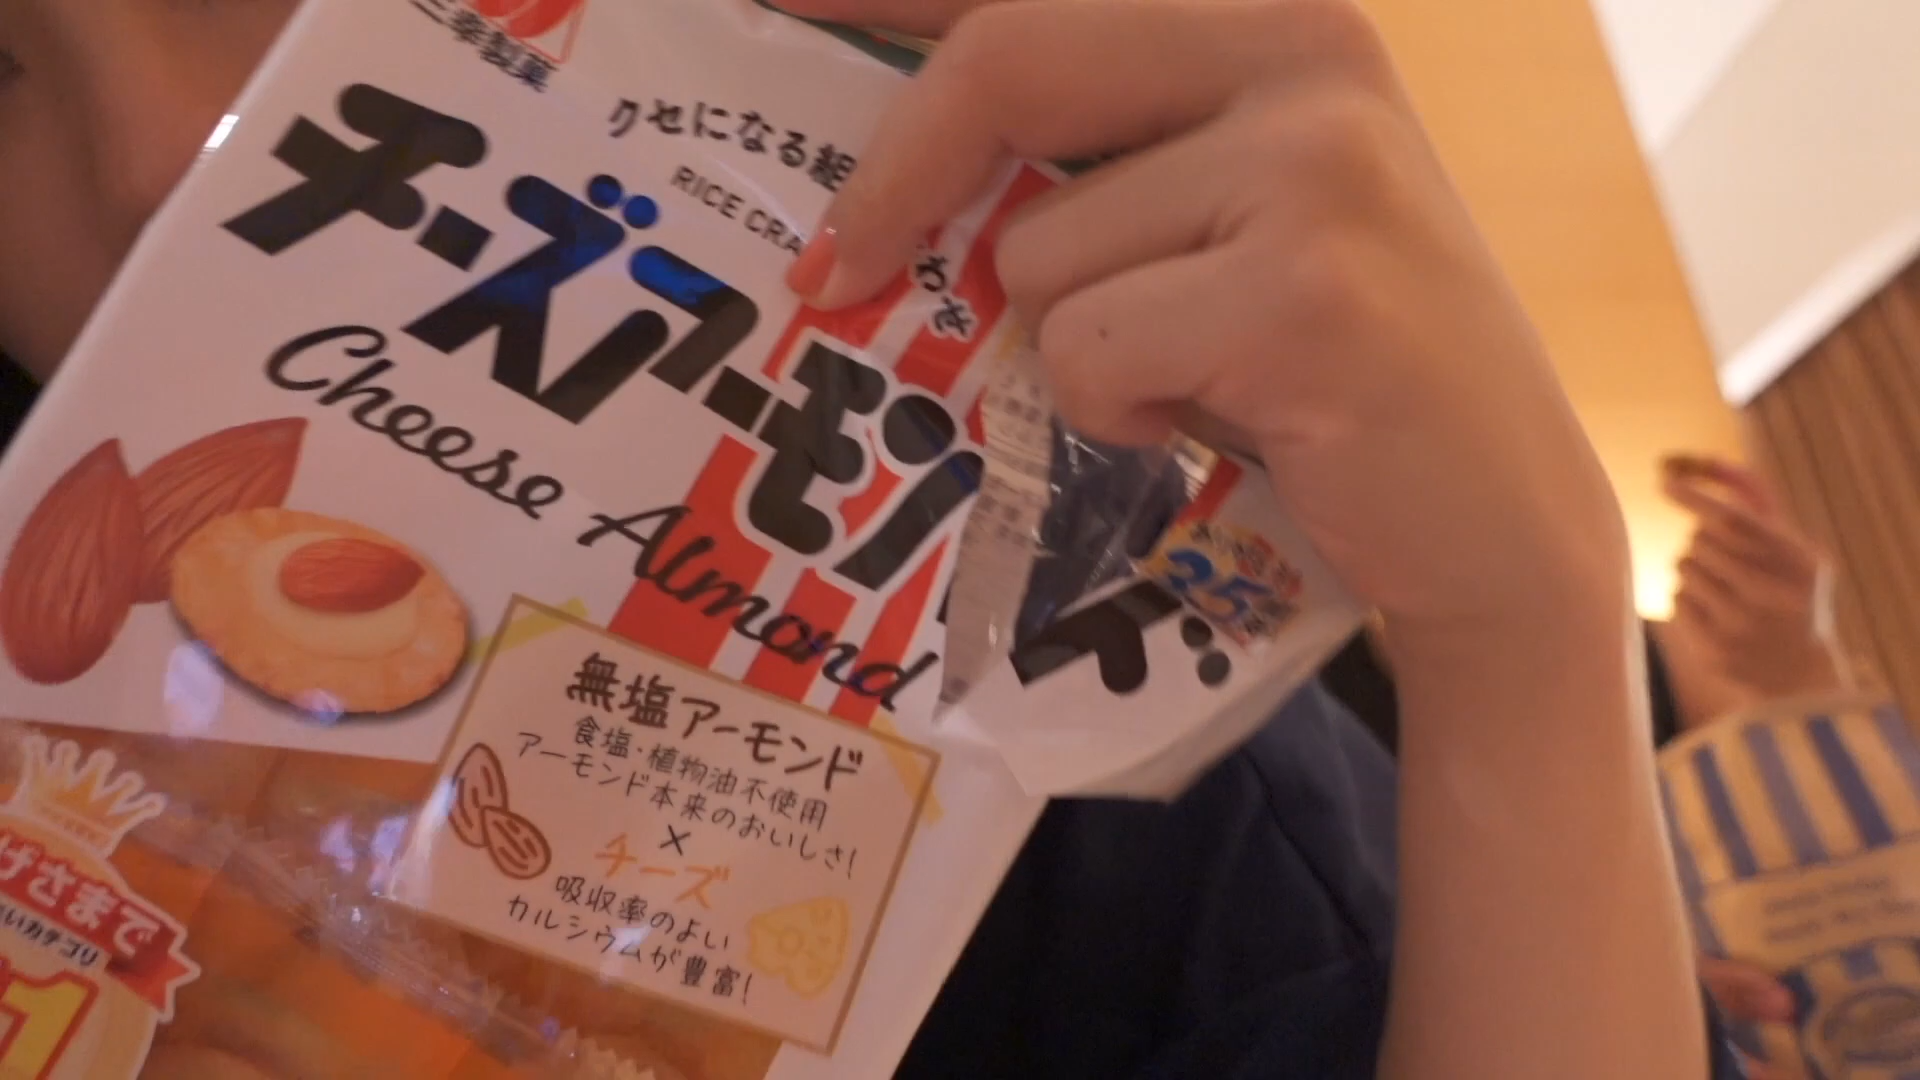 三幸製菓
クセになる組
RICE CRA
チーズアーモンド
Cheese Almond
無塩アーモンド
食塩・植物油不使用
アーモンド本来のおいしさ!
×
チーズ
吸収率のよい
カルシウムが豊富!
げさまで
いカテゴリ
1
35